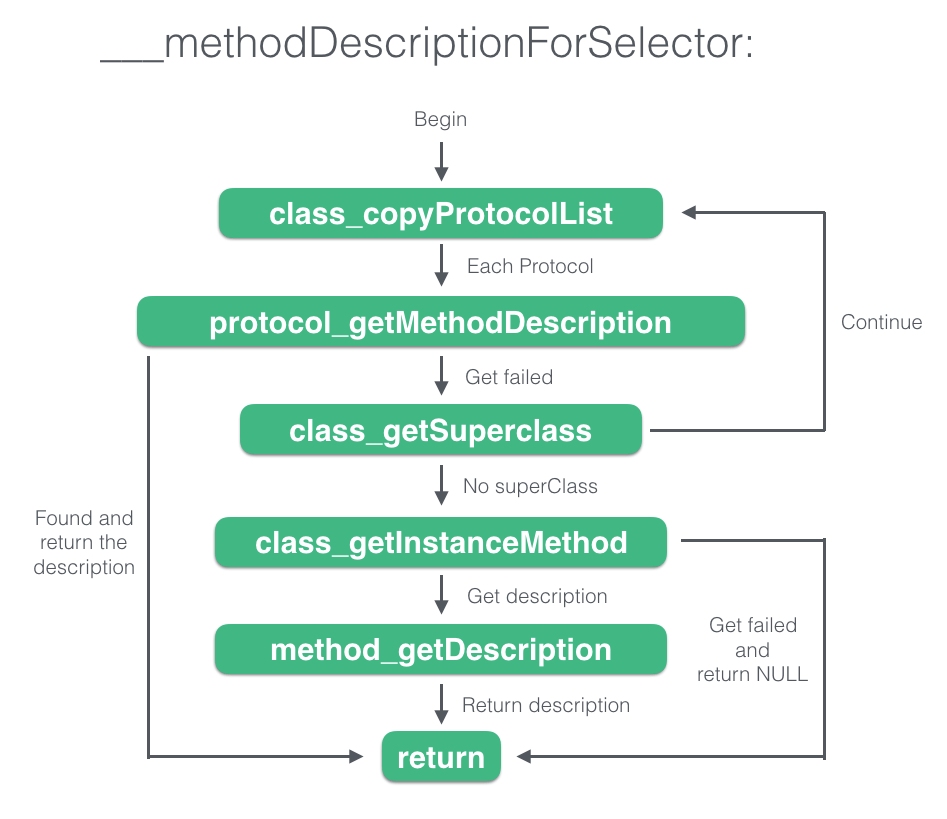 ___methodDescriptionForSelector:
Begin
class_copyProtocolList
Each Protocol
protocol_getMethodDescription
Continue
Get failed
class_getSuperclass
No superClass
Found and
return the
description
class_getInstanceMethod
Get description
Get failed
and
return NULL
method_getDescription
Return description
return